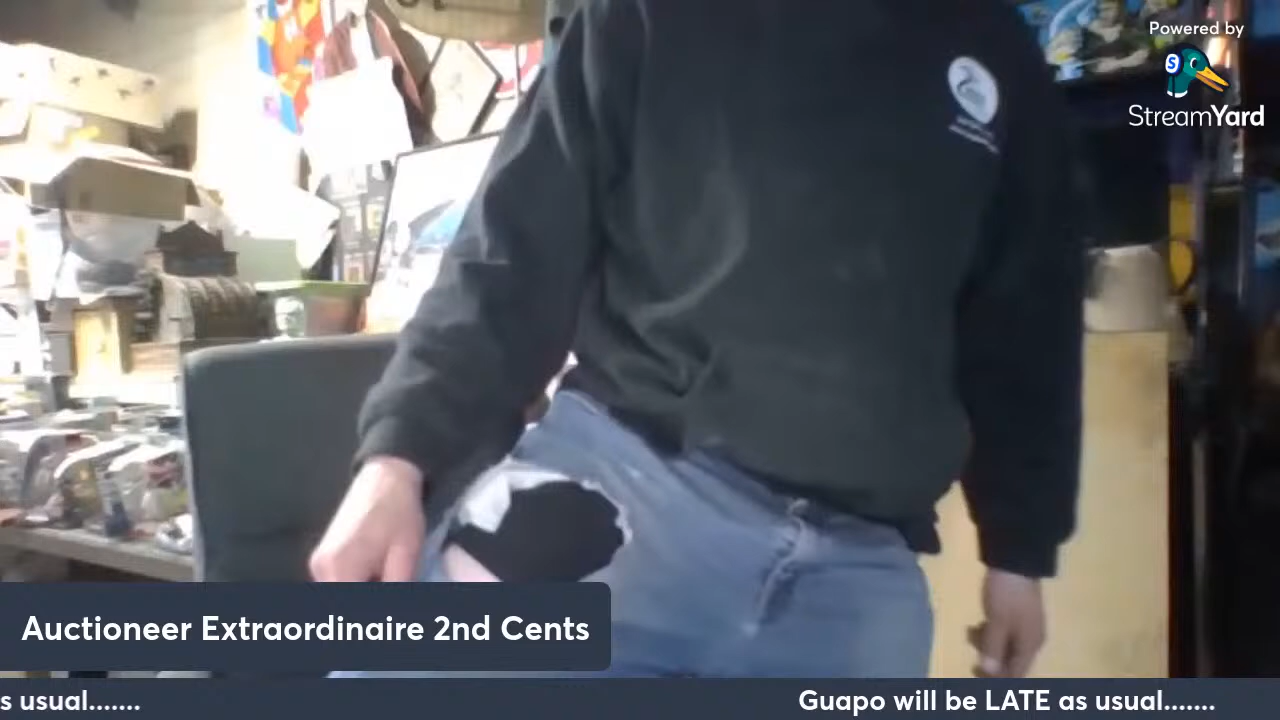 Powered by
StreamYard
Auctioneer Extraordinaire 2nd Cents
s usual....... Guapo will be LATE as usual.......